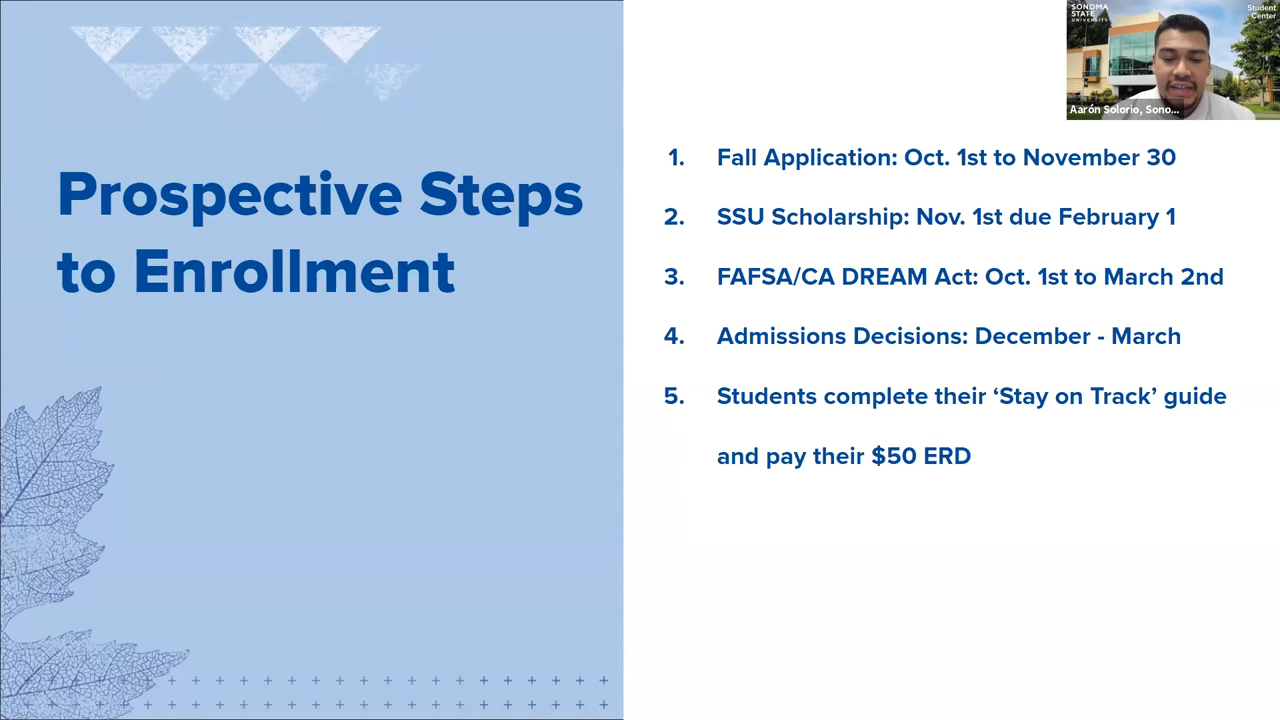 Prospective Steps
to Enrollment
SONOMA
STATE
UNIVERSITY
Student
Center
Aarón Solorio, Sono...
1. Fall Application: Oct. 1st to November 30
2. SSU Scholarship: Nov. 1st due February 1
3. FAFSA/CA DREAM Act: Oct. 1st to March 2nd
4. Admissions Decisions: December - March
5. Students complete their ‘Stay on Track’ guide
and pay their $50 ERD